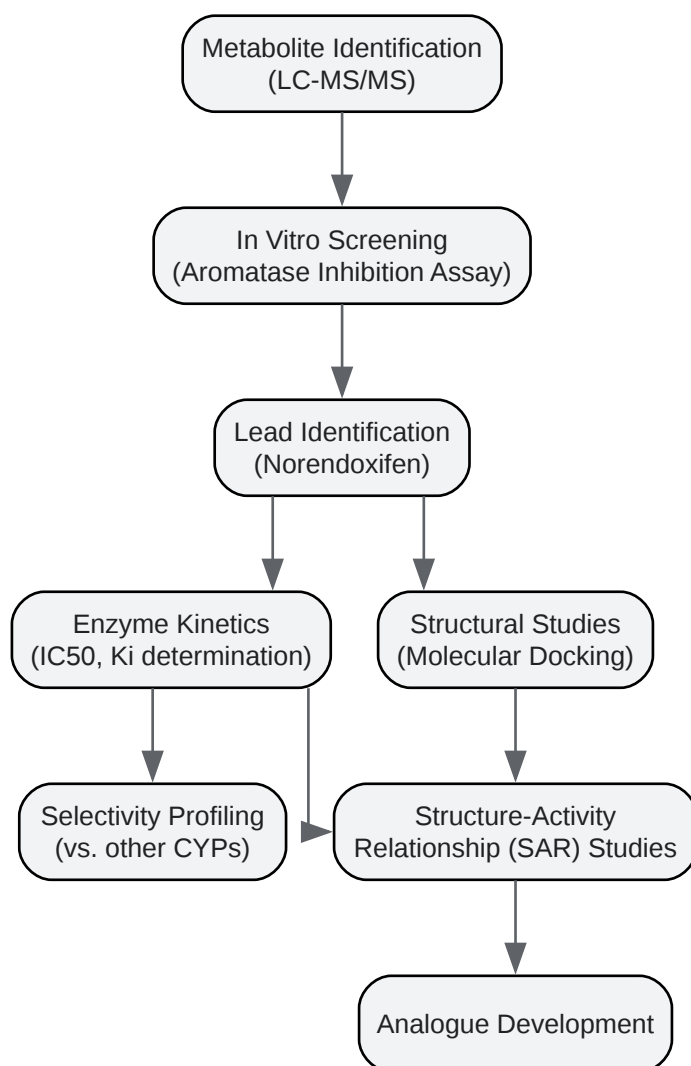 Metabolite Identification
(LC-MS/MS)
In Vitro Screening
(Aromatase Inhibition Assay)
Lead Identification
(Norendoxifen)
Enzyme Kinetics
(IC50, Ki determination)
Structural Studies
(Molecular Docking)
Selectivity Profiling
(vs. other CYPs)
Structure-Activity
Relationship (SAR) Studies
Analogue Development